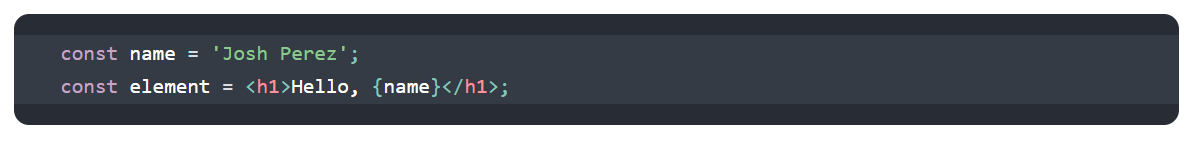 const name = 'Josh Perez';
const element = <h1>Hello, {name}</h1>;